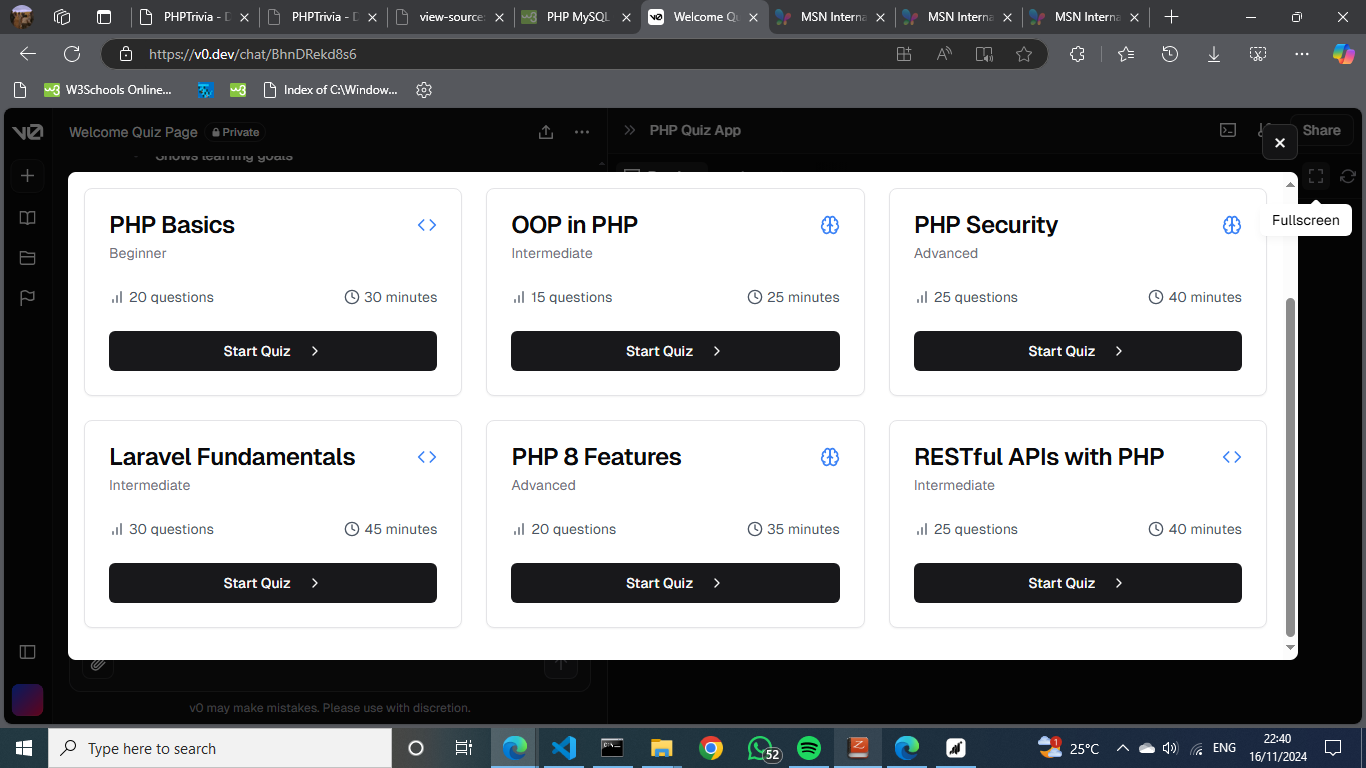 PHPTrivia - D
PHPTrivia - D
view-source:
PHP MySQL
Welcome Qu
MSN Interna
MSN Interna
MSN Interna
https://v0.dev/chat/BhnDRekd8s6
W3Schools Online...
Index of C:\Window...
Welcome Quiz Page
Private
PHP Quiz App
Share
Shows learning goals
Fullscreen
PHP Basics
Beginner
20 questions
30 minutes
Start Quiz
OOP in PHP
Intermediate
15 questions
25 minutes
Start Quiz
PHP Security
Advanced
25 questions
40 minutes
Start Quiz
Laravel Fundamentals
Intermediate
30 questions
45 minutes
Start Quiz
PHP 8 Features
Advanced
20 questions
35 minutes
Start Quiz
RESTful APIs with PHP
Intermediate
25 questions
40 minutes
Start Quiz
v0 may make mistakes. Please use with discretion.
Type here to search
52
1
25°C
ENG
22:40
16/11/2024